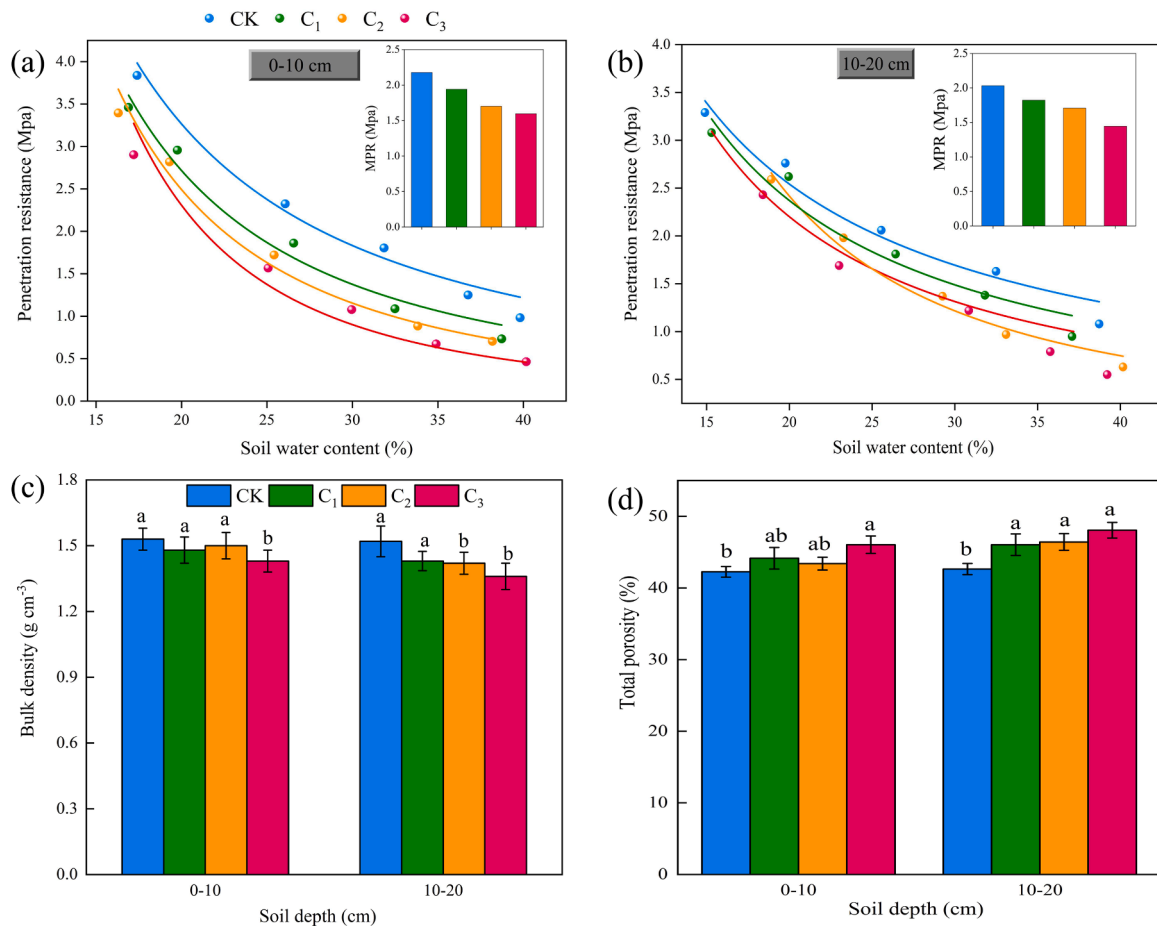 CK C₁ C₂ C₃
(a)
0-10 cm
Penetration resistance (Mpa)
4.0
3.5
3.0
2.5
2.0
1.5
1.0
0.5
0.0
15 20 25 30 35 40
Soil water content (%)
MPR (Mpa)
2.5
2.0
1.5
1.0
0.5
0.0
(b)
10-20 cm
Penetration resistance (Mpa)
4.0
3.5
3.0
2.5
2.0
1.5
1.0
0.5
15 20 25 30 35 40
Soil water content (%)
MPR (Mpa)
2.5
2.0
1.5
1.0
0.5
0.0
(c)
CK C₁ C₂ C₃
Bulk density (g cm⁻³)
1.8
1.5
1.2
0.9
0.6
0.3
0.0
a a a b
a a b b
0-10 10-20
Soil depth (cm)
(d)
Total porosity (%)
50
40
50
20
10
0
b ab ab a
b a a a
0-10 10-20
Soil depth (cm)